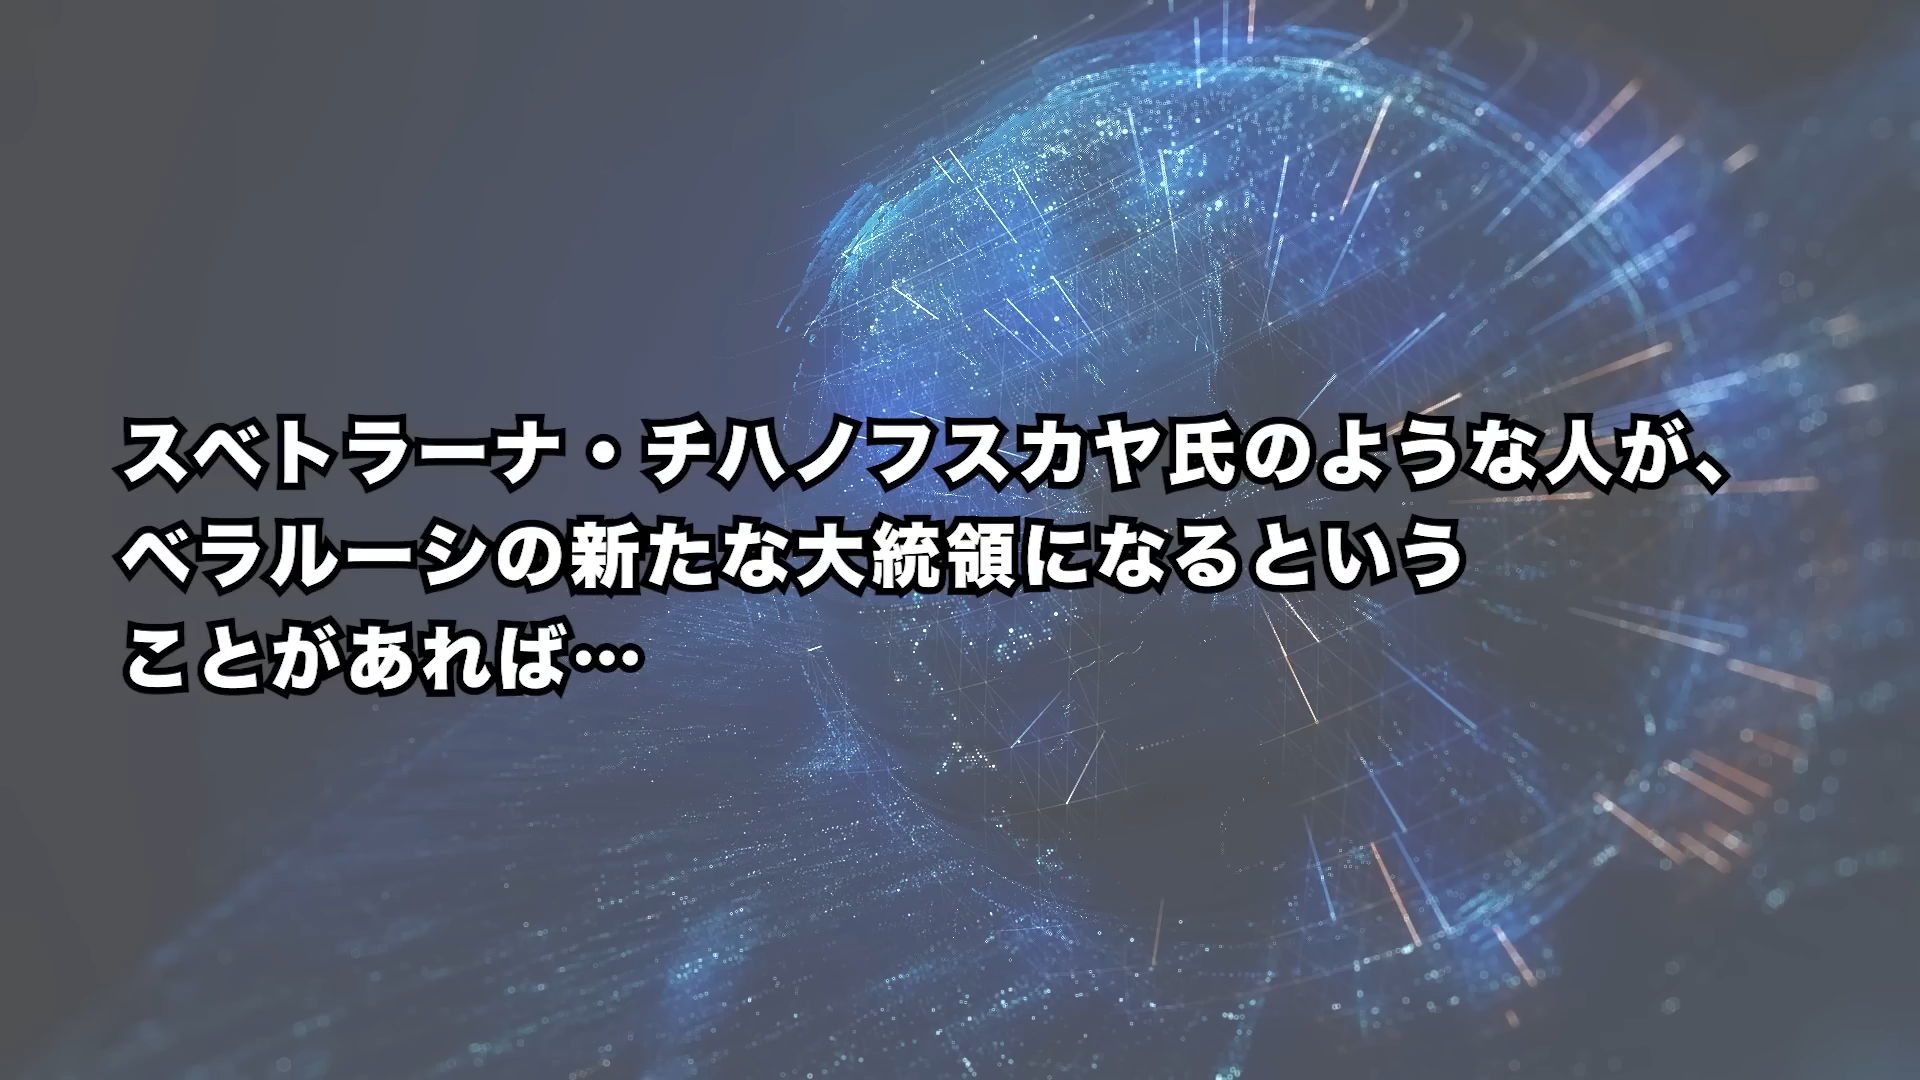 スベトラーナ・チハノフスカヤ氏のような人が、
ベラルーシの新たな大統領になるという
ことがあれば…